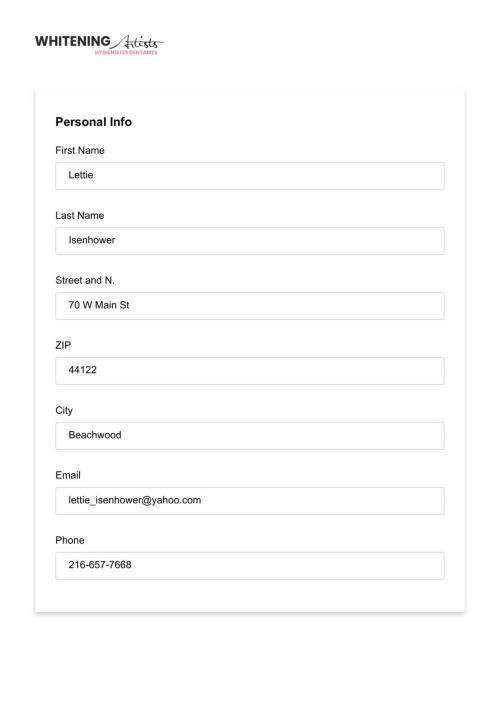 WHITENING Artists
HYGIÉNISTES DENTAIRES
Personal Info
First Name
Lettie
Last Name
Isenhower
Street and N.
70 W Main St
ZIP
44122
City
Beachwood
Email
lettie_isenhower@yahoo.com
Phone
216-657-7668